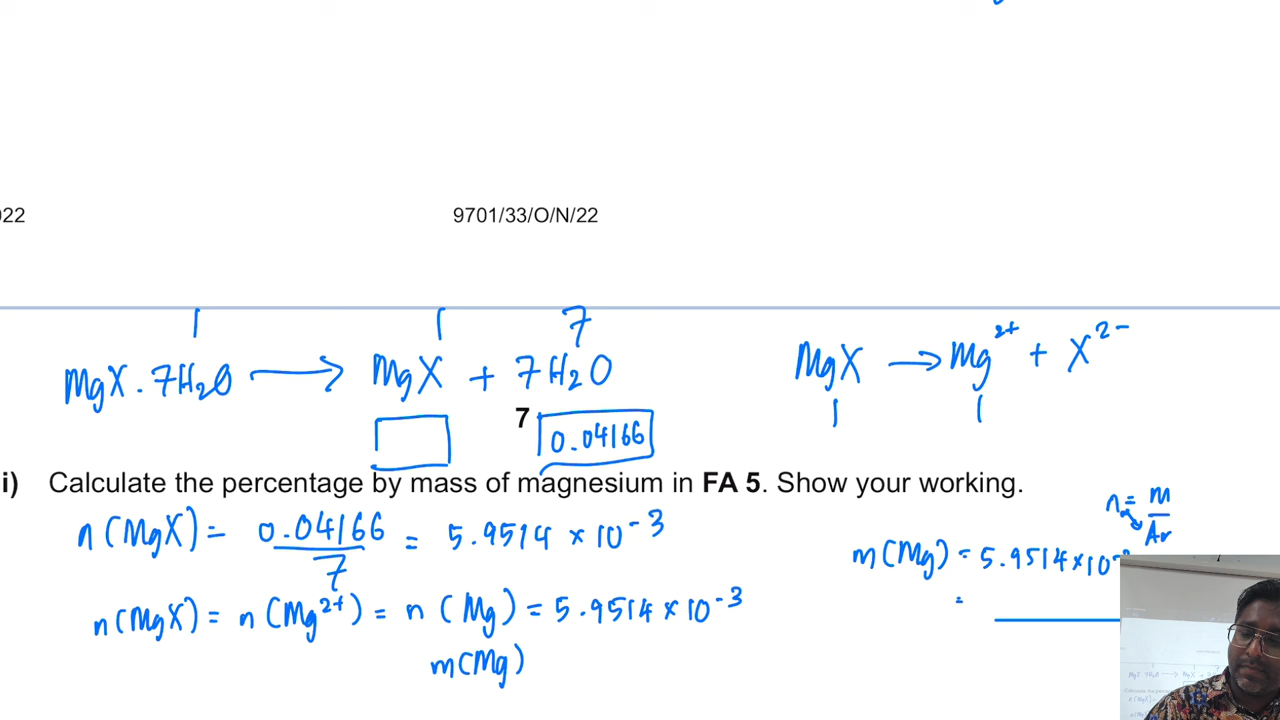 022
9701/33/O/N/22
1 1 7
MgX·7H₂O ⟶ MgX + 7H₂O
MgX ⟶ Mg²⁺ + X²⁻
1 1
7
0.04166
i) Calculate the percentage by mass of magnesium in FA 5. Show your working.
n = m/Ar
n(MgX) = 0.04166/7 = 5.9514 × 10⁻³
m(Mg) = 5.9514 × 10
=
n(MgX) = n(Mg²⁺) = n(Mg) = 5.9514 × 10⁻³
m(Mg)